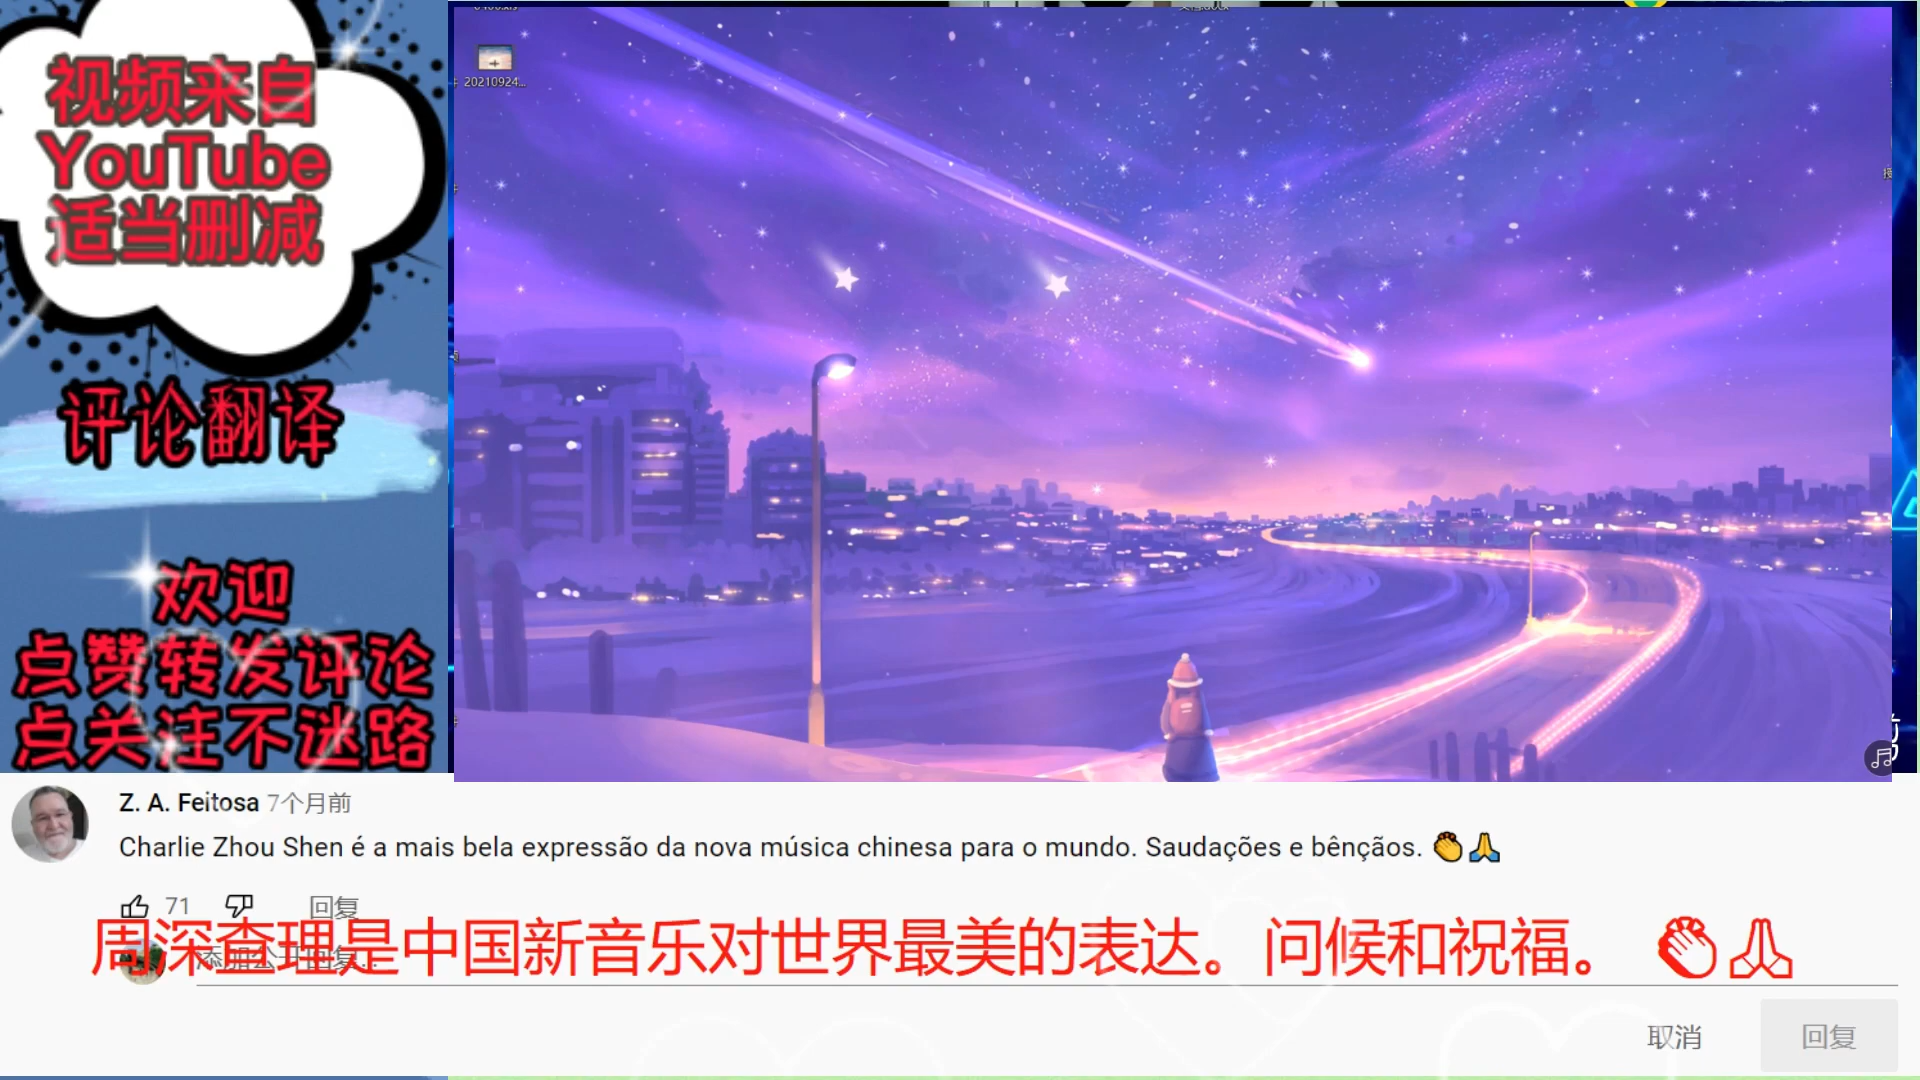 视频来自
YouTube
适当删减
评论翻译
欢迎
点赞转发评论
点关注不迷路
20210924...
Z. A. Feitosa 7个月前
Charlie Zhou Shen é a mais bela expressão da nova música chinesa para o mundo. Saudações e bênçãos. 👏🙏
71 回复
周深查理是中国新音乐对世界最美的表达。问候和祝福。 👏🙏
取消 回复